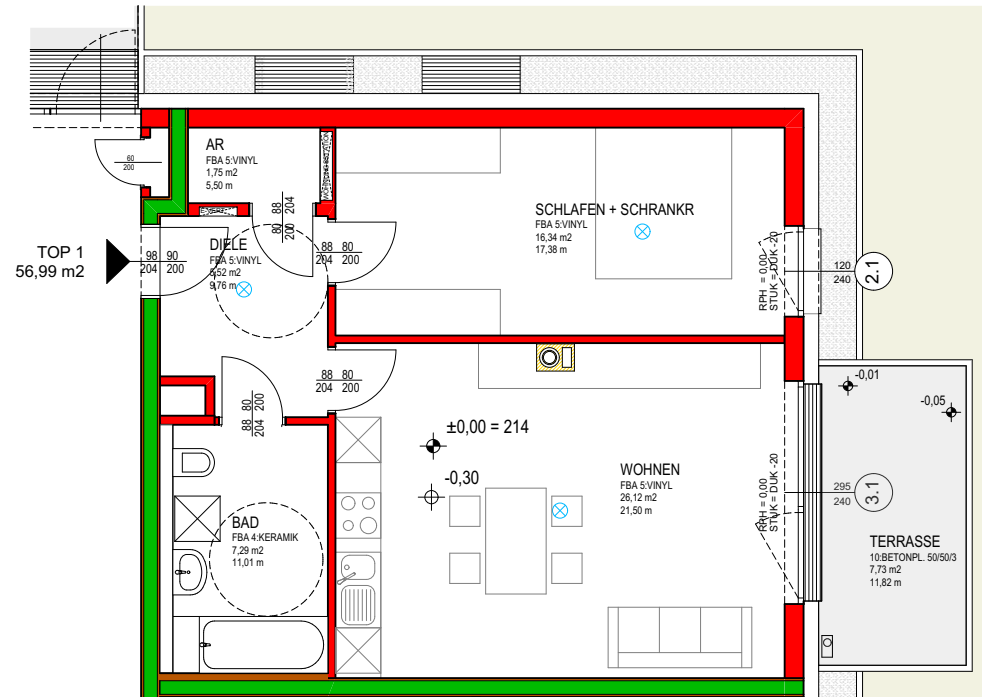 60
200
AR
FBA 5:VINYL
1,75 m2
5,50 m
88
204
80
200
SCHLAFEN + SCHRANKR
FBA 5:VINYL
16,34 m2
17,38 m
TOP 1
56,99 m2
98 90
204 200
DIELE
FBA 5:VINYL
5,52 m2
9,76 m
88 80
204 200
RPH = 0,00
STUK = DUK -20
120
240
2.1
88 80
204 200
80
200
88
204
-0,01
-0,05
±0,00 = 214
-0,30
WOHNEN
FBA 5:VINYL
26,12 m2
21,50 m
RPH = 0,00
STUK = DUK -20
295
240
3.1
BAD
FBA 4:KERAMIK
7,29 m2
11,01 m
TERRASSE
10:BETONPL. 50/50/3
7,73 m2
11,82 m